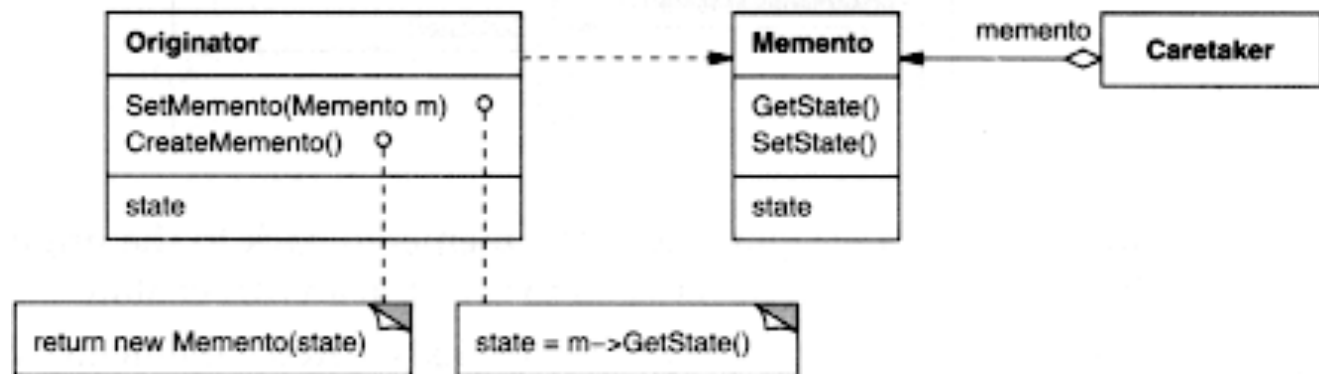 Originator
SetMemento(Memento m)
CreateMemento()
state
Memento
GetState()
SetState()
state
memento
Caretaker
return new Memento(state)
state = m->GetState()